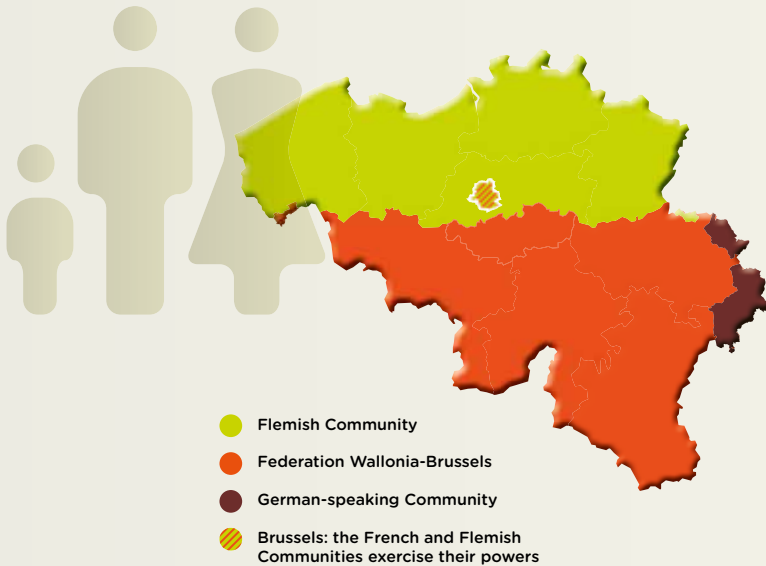 Flemish Community
Federation Wallonia-Brussels
German-speaking Community
Brussels: the French and Flemish
Communities exercise their powers